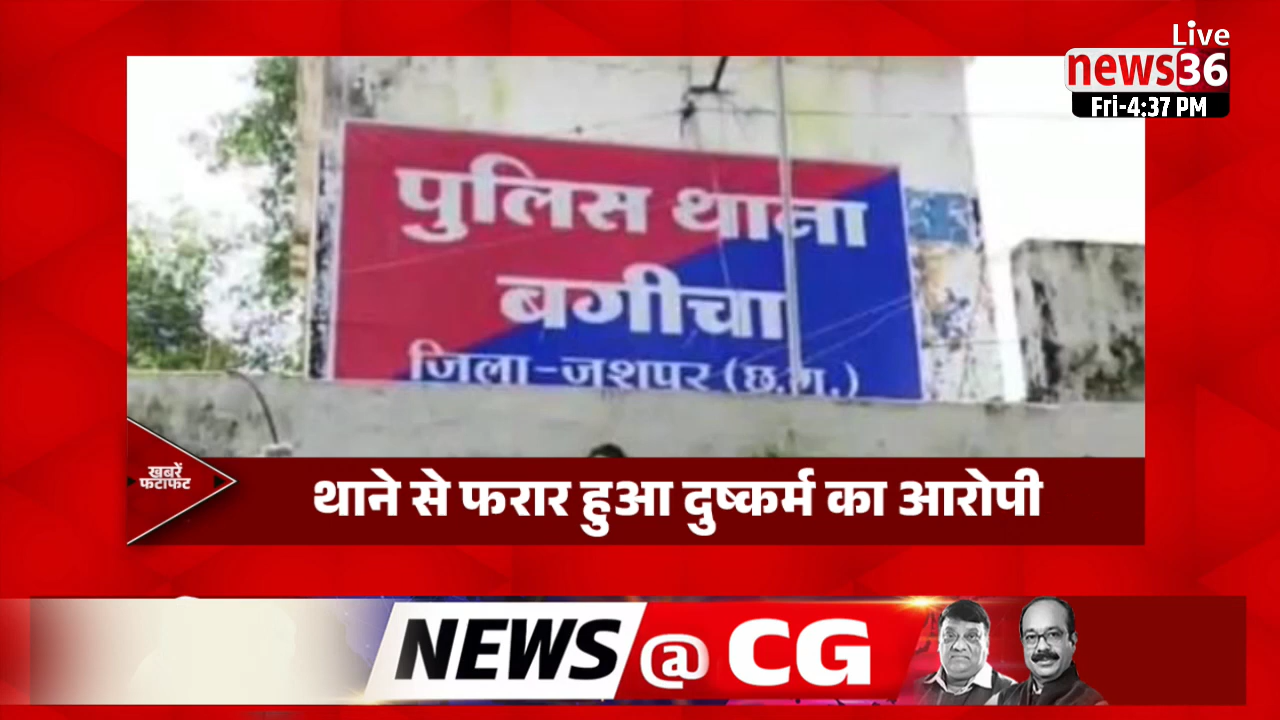 Live
news36
Fri-4:37 PM
पुलिस थाना
बगीचा
जिला-जशपुर (छ.ग.)
खबरें
फटाफट
थाने से फरार हुआ दुष्कर्म का आरोपी
NEWS @ CG